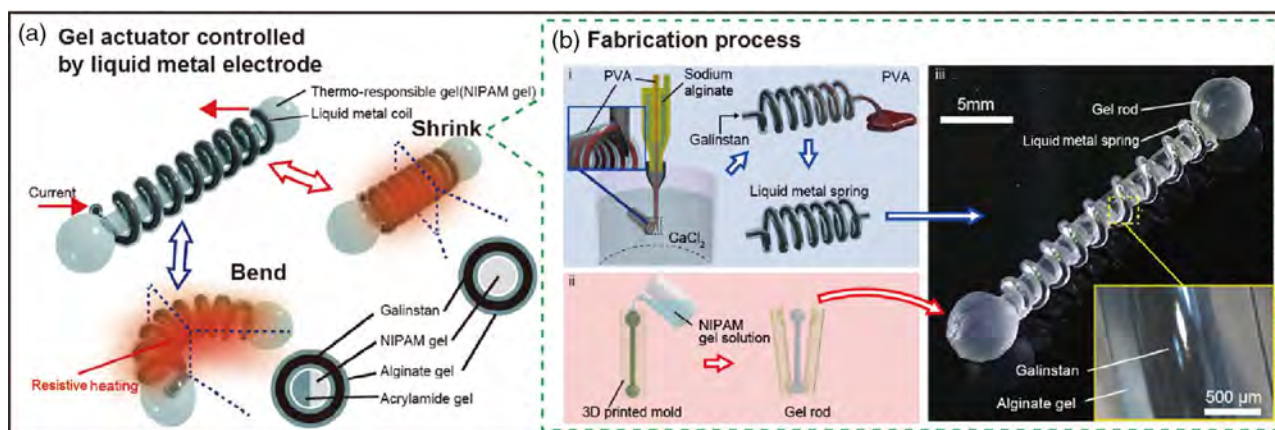 (a) Gel actuator controlled
by liquid metal electrode
Thermo-responsible gel(NIPAM gel)
Liquid metal coil
Shrink
Current
Bend
Resistive heating
Galinstan
NIPAM gel
Alginate gel
Acrylamide gel
(b) Fabrication process
i
PVA
Sodium
alginate
PVA
Galinstan
Liquid metal spring
CaCl₂
ii
NIPAM
gel solution
3D printed mold
Gel rod
iii
5mm
Gel rod
Liquid metal spring
Galinstan
Alginate gel
500 μm